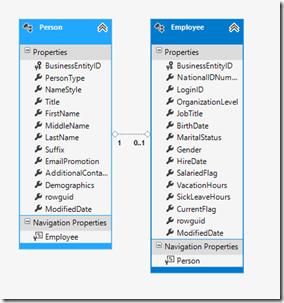 Person
Properties
BusinessEntityID
PersonType
NameStyle
Title
FirstName
MiddleName
LastName
Suffix
EmailPromotion
AdditionalConta...
Demographics
rowguid
ModifiedDate
Navigation Properties
Employee
1
0..1
Employee
Properties
BusinessEntityID
NationalIDNum...
LoginID
OrganizationLevel
JobTitle
BirthDate
MaritalStatus
Gender
HireDate
SalariedFlag
VacationHours
SickLeaveHours
CurrentFlag
rowguid
ModifiedDate
Navigation Properties
Person